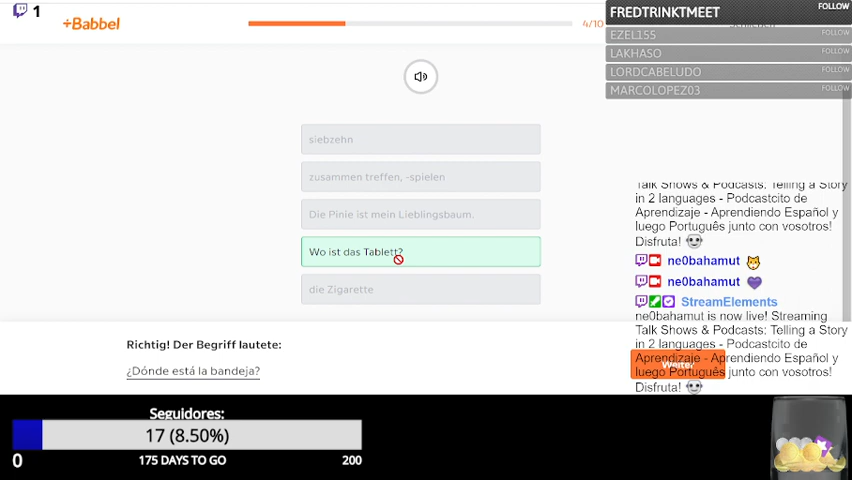 1
+Babbel
4/10
FREDTRINKTMEET FOLLOW
EZEL155 FOLLOW
LAKHASO FOLLOW
LORDCABELUDO FOLLOW
MARCOLOPEZ03 FOLLOW
siebzehn
zusammen treffen, -spielen
Die Pinie ist mein Lieblingsbaum.
Wo ist das Tablett?
die Zigarette
Talk Shows & Podcasts: Telling a Story
in 2 languages - Podcastcito de
Aprendizaje - Aprendiendo Español y
luego Português junto con vosotros!
Disfruta!
ne0bahamut
ne0bahamut
StreamElements
ne0bahamut is now live! Streaming
Talk Shows & Podcasts: Telling a Story
in 2 languages - Podcastcito de
Aprendizaje - Aprendiendo Español y
luego Português junto con vosotros!
Disfruta!
Richtig! Der Begriff lautete:
¿Dónde está la bandeja?
Weiter
Seguidores:
17 (8.50%)
0 175 DAYS TO GO 200